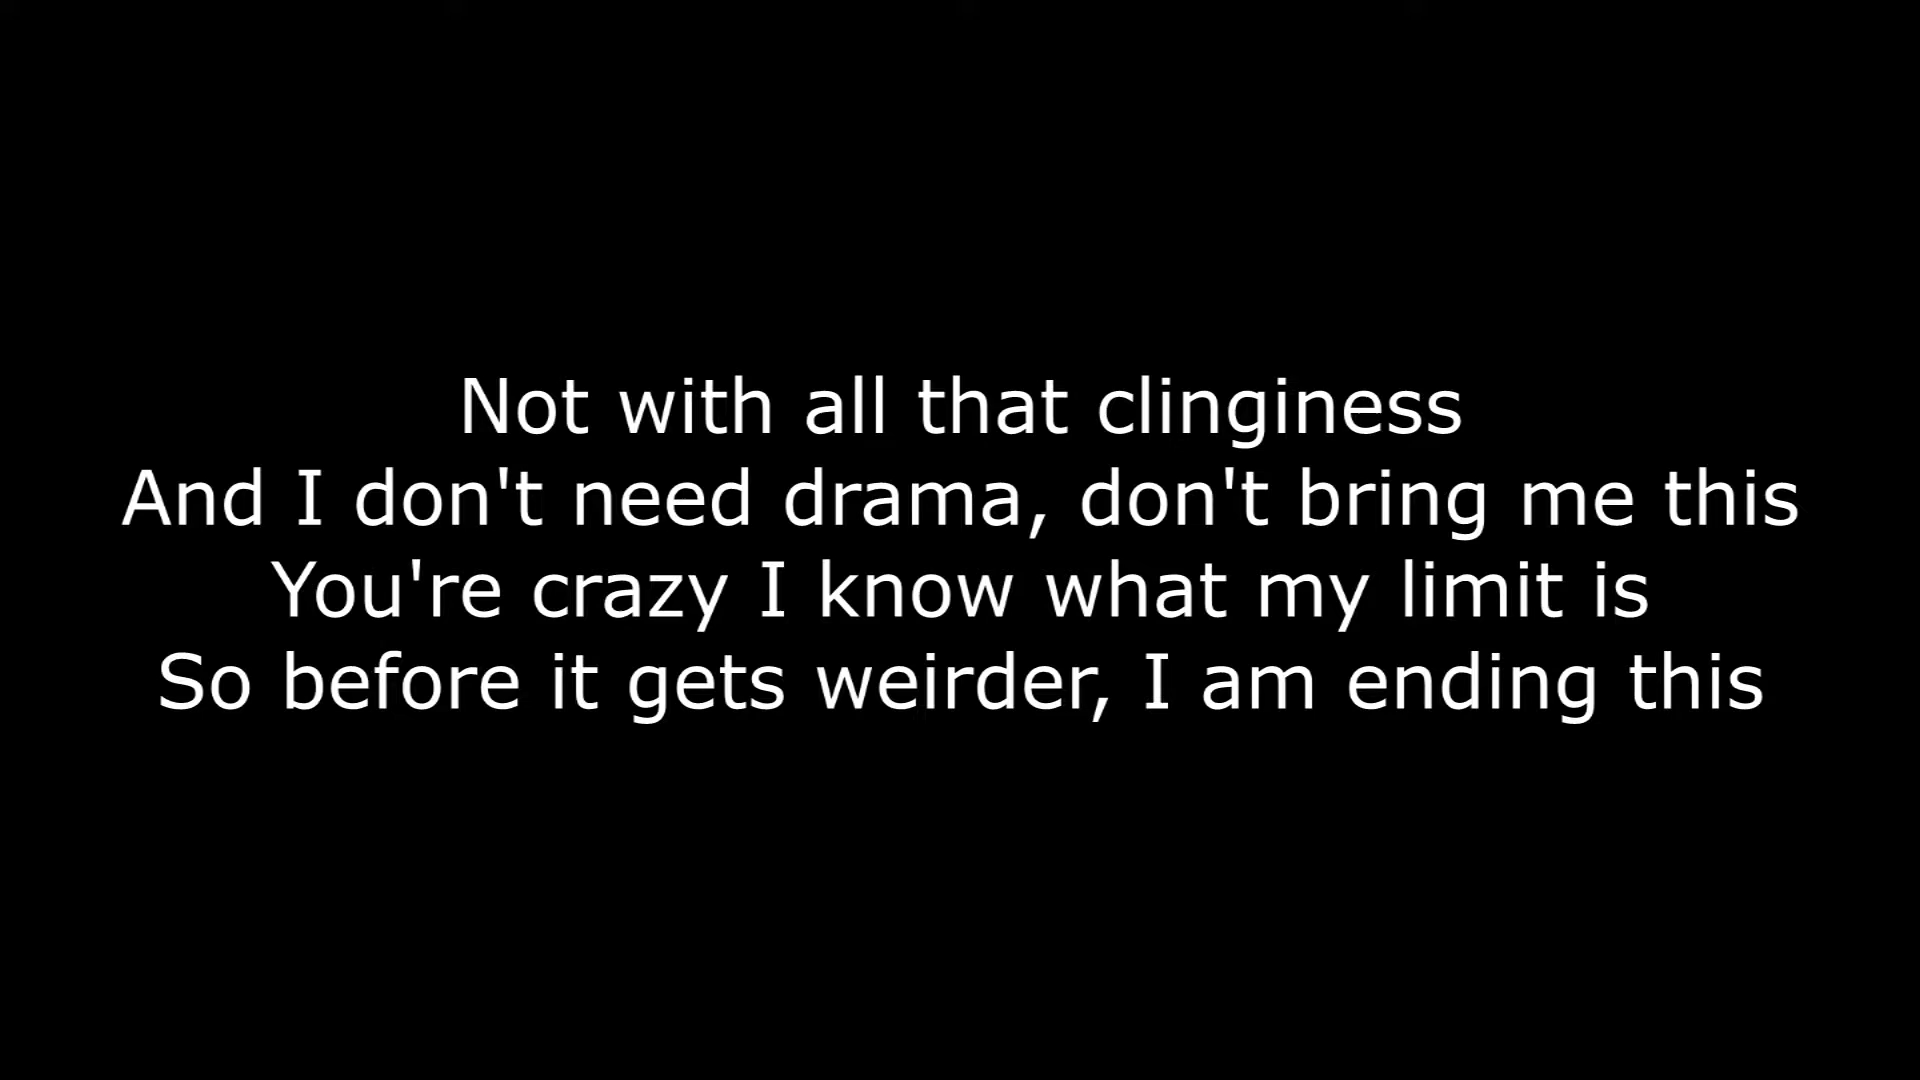 Not with all that clinginess
And I don't need drama, don't bring me this
You're crazy I know what my limit is
So before it gets weirder, I am ending this